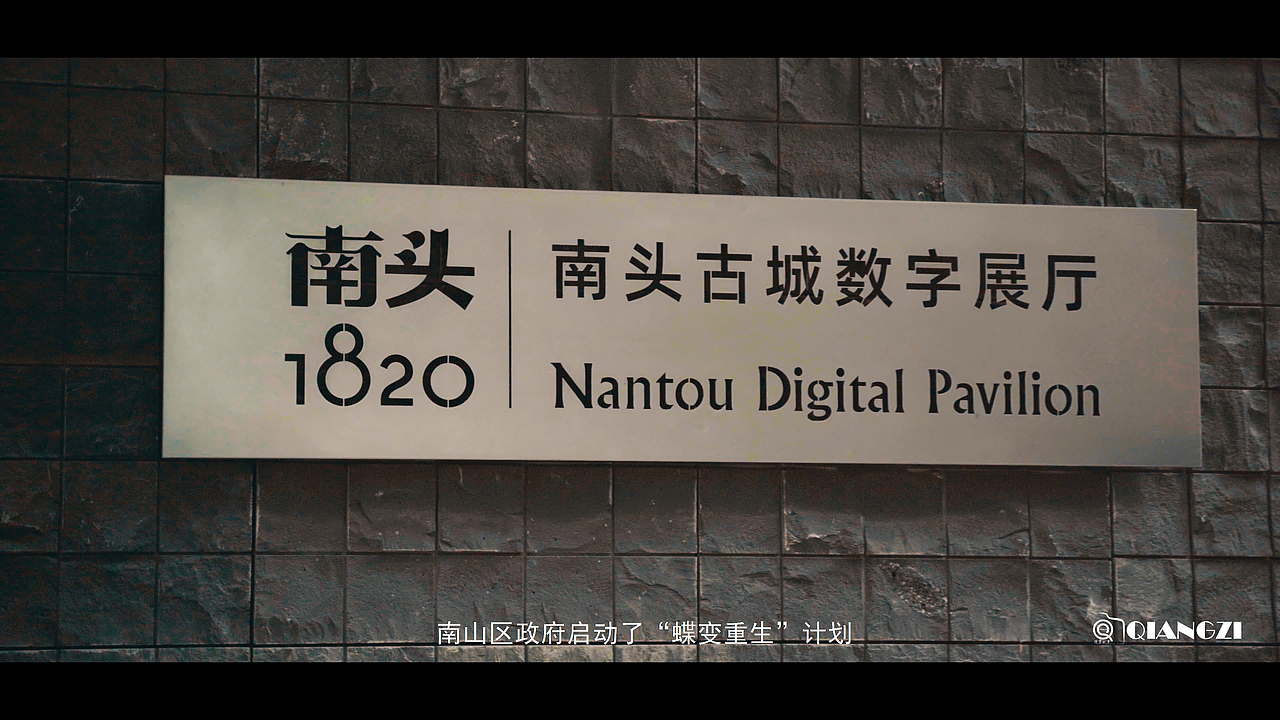 南头
1820
南头古城数字展厅
Nantou Digital Pavilion
南山区政府启动了“蝶变重生”计划
QIANGZI